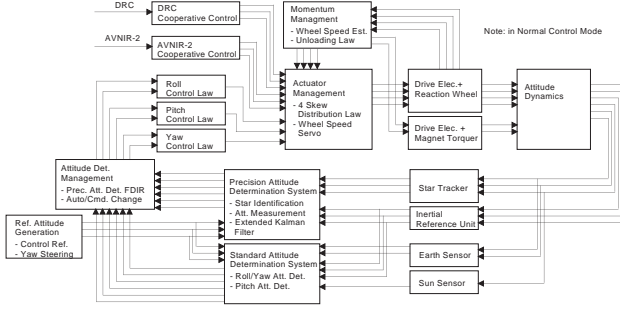 DRC
DRC
Cooperative Control
AVNIR-2
AVNIR-2
Cooperative Control
Momentum
Managment
- Wheel Speed Est.
- Unloading Law
Note: in Normal Control Mode
Roll
Control Law
Pitch
Control Law
Yaw
Control Law
Actuator
Management
- 4 Skew
Distribution Law
- Wheel Speed
Servo
Drive Elec.+
Reaction Wheel
Drive Elec. +
Magnet Torquer
Attitude
Dynamics
Attitude Det.
Management
- Prec. Att. Det. FDIR
- Auto/Cmd. Change
Precision Attitude
Determination System
- Star Identification
- Att. Measurement
- Extended Kalman
Filter
Star Tracker
Inertial
Reference Unit
Ref. Attitude
Generation
- Control Ref.
- Yaw Steering
Standard Attitude
Determination System
- Roll/Yaw Att. Det.
- Pitch Att. Det.
Earth Sensor
Sun Sensor